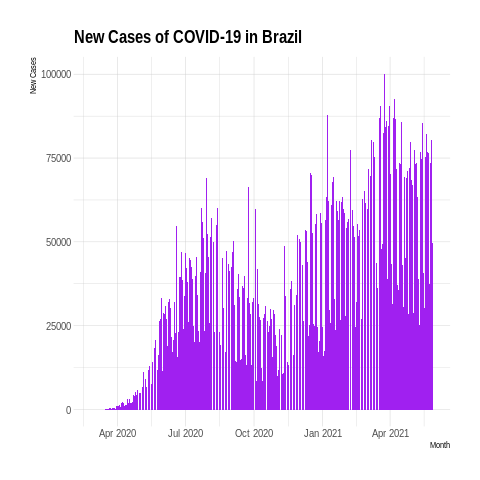 New Cases of COVID-19 in Brazil
New Cases
100000
75000
50000
25000
0
Apr 2020 Jul 2020 Oct 2020 Jan 2021 Apr 2021
Month